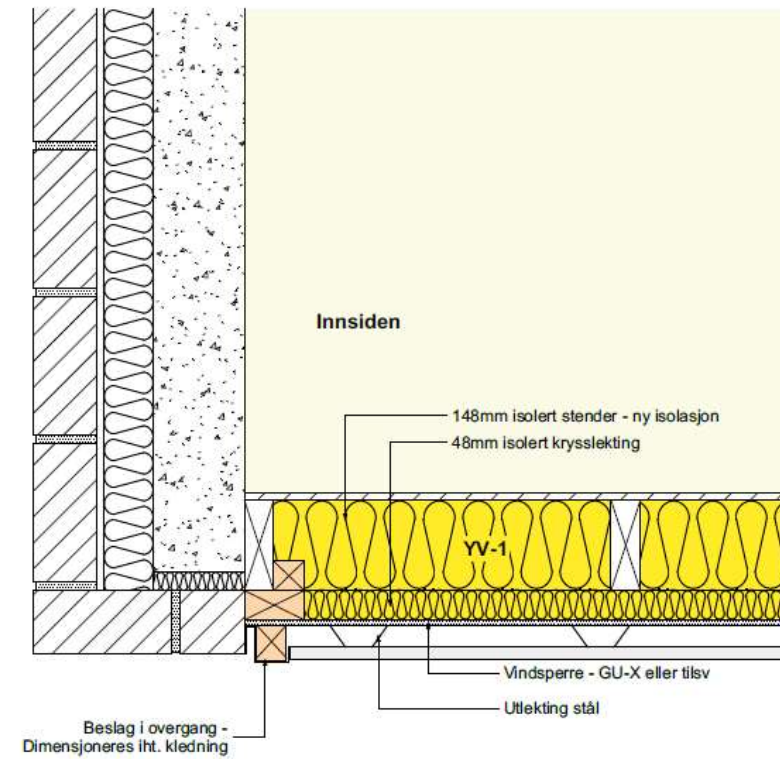 Innsiden
148mm isolert stender - ny isolasjon
48mm isolert krysslekting
YV-1
Vindsperre - GU-X eller tilsv
Utlekting stål
Beslag i overgang -
Dimensjoneres iht. kledning